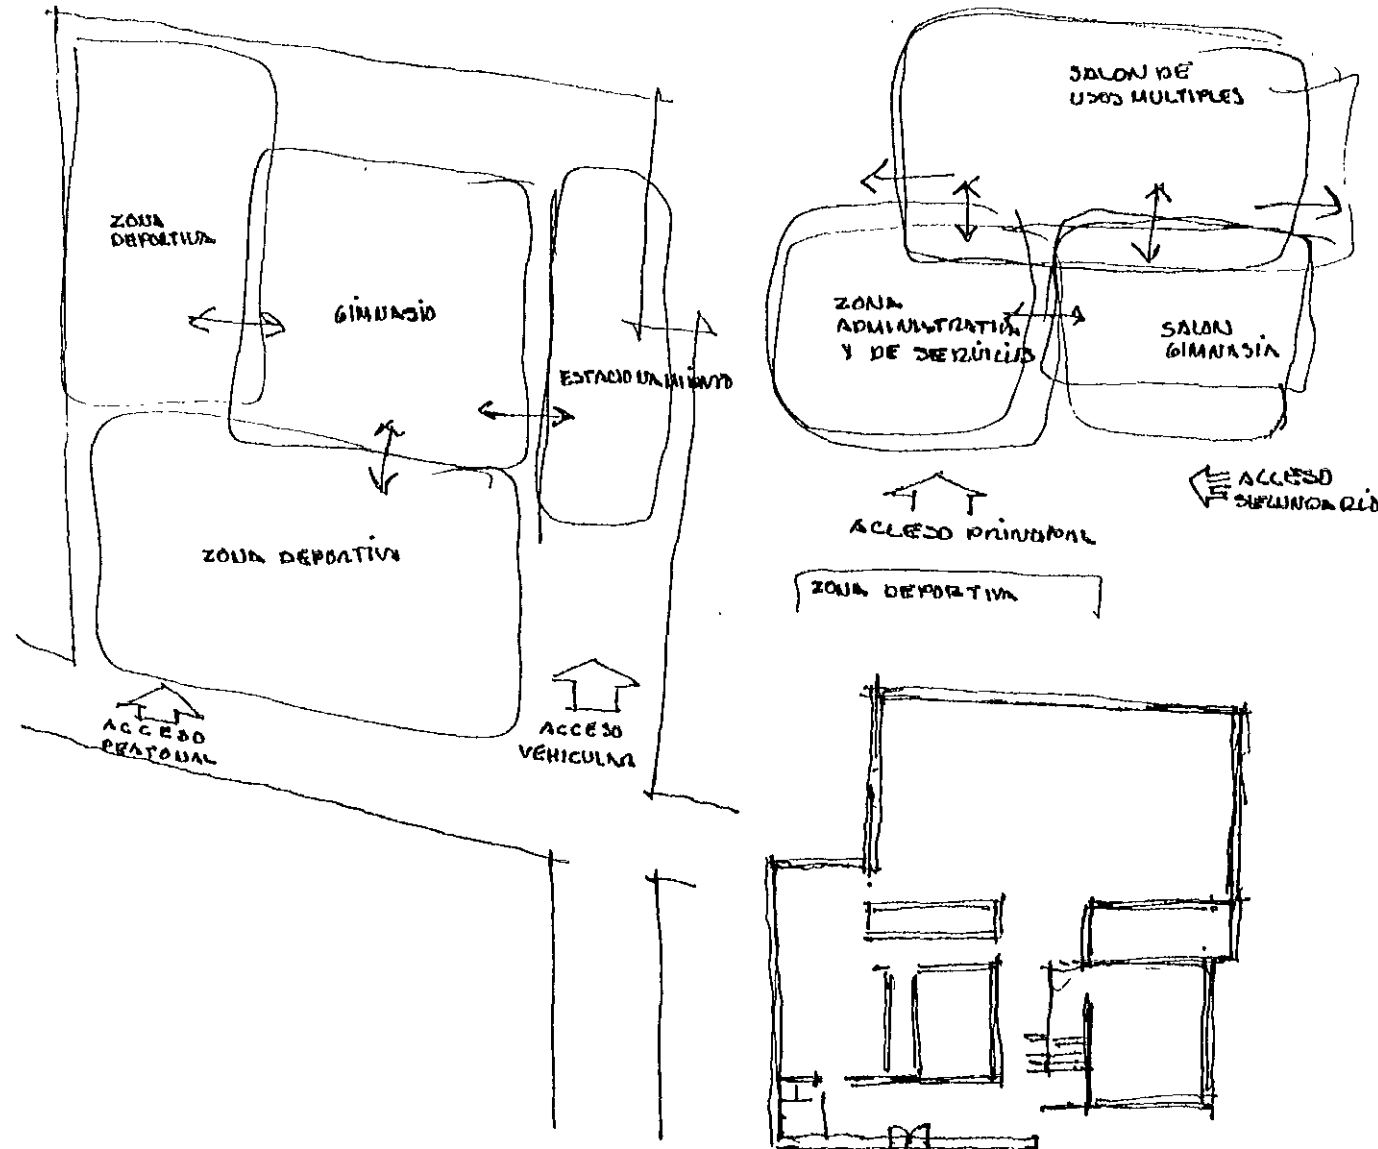 ZONA
DEPORTIVA
GIMNASIO
ESTACIONAMIENTO
ZONA DEPORTIVA
ACCESO
PEATONAL
ACCESO
VEHICULAR
SALON DE
USOS MULTIPLES
ZONA
ADMINISTRATIVA
Y DE SERVICIOS
SALON
GIMNASIA
ACCESO
SECUNDARIO
ACCESO PRINCIPAL
ZONA DEPORTIVA